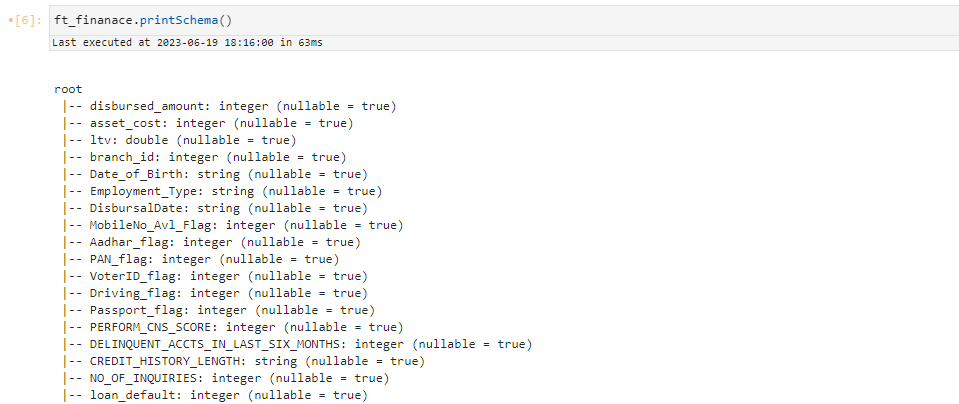 •[6]: ft_finanace.printSchema()
Last executed at 2023-06-19 18:16:00 in 63ms
root
|-- disbursed_amount: integer (nullable = true)
|-- asset_cost: integer (nullable = true)
|-- ltv: double (nullable = true)
|-- branch_id: integer (nullable = true)
|-- Date_of_Birth: string (nullable = true)
|-- Employment_Type: string (nullable = true)
|-- DisbursalDate: string (nullable = true)
|-- MobileNo_Avl_Flag: integer (nullable = true)
|-- Aadhar_flag: integer (nullable = true)
|-- PAN_flag: integer (nullable = true)
|-- VoterID_flag: integer (nullable = true)
|-- Driving_flag: integer (nullable = true)
|-- Passport_flag: integer (nullable = true)
|-- PERFORM_CNS_SCORE: integer (nullable = true)
|-- DELINQUENT_ACCTS_IN_LAST_SIX_MONTHS: integer (nullable = true)
|-- CREDIT_HISTORY_LENGTH: string (nullable = true)
|-- NO_OF_INQUIRIES: integer (nullable = true)
|-- loan_default: integer (nullable = true)